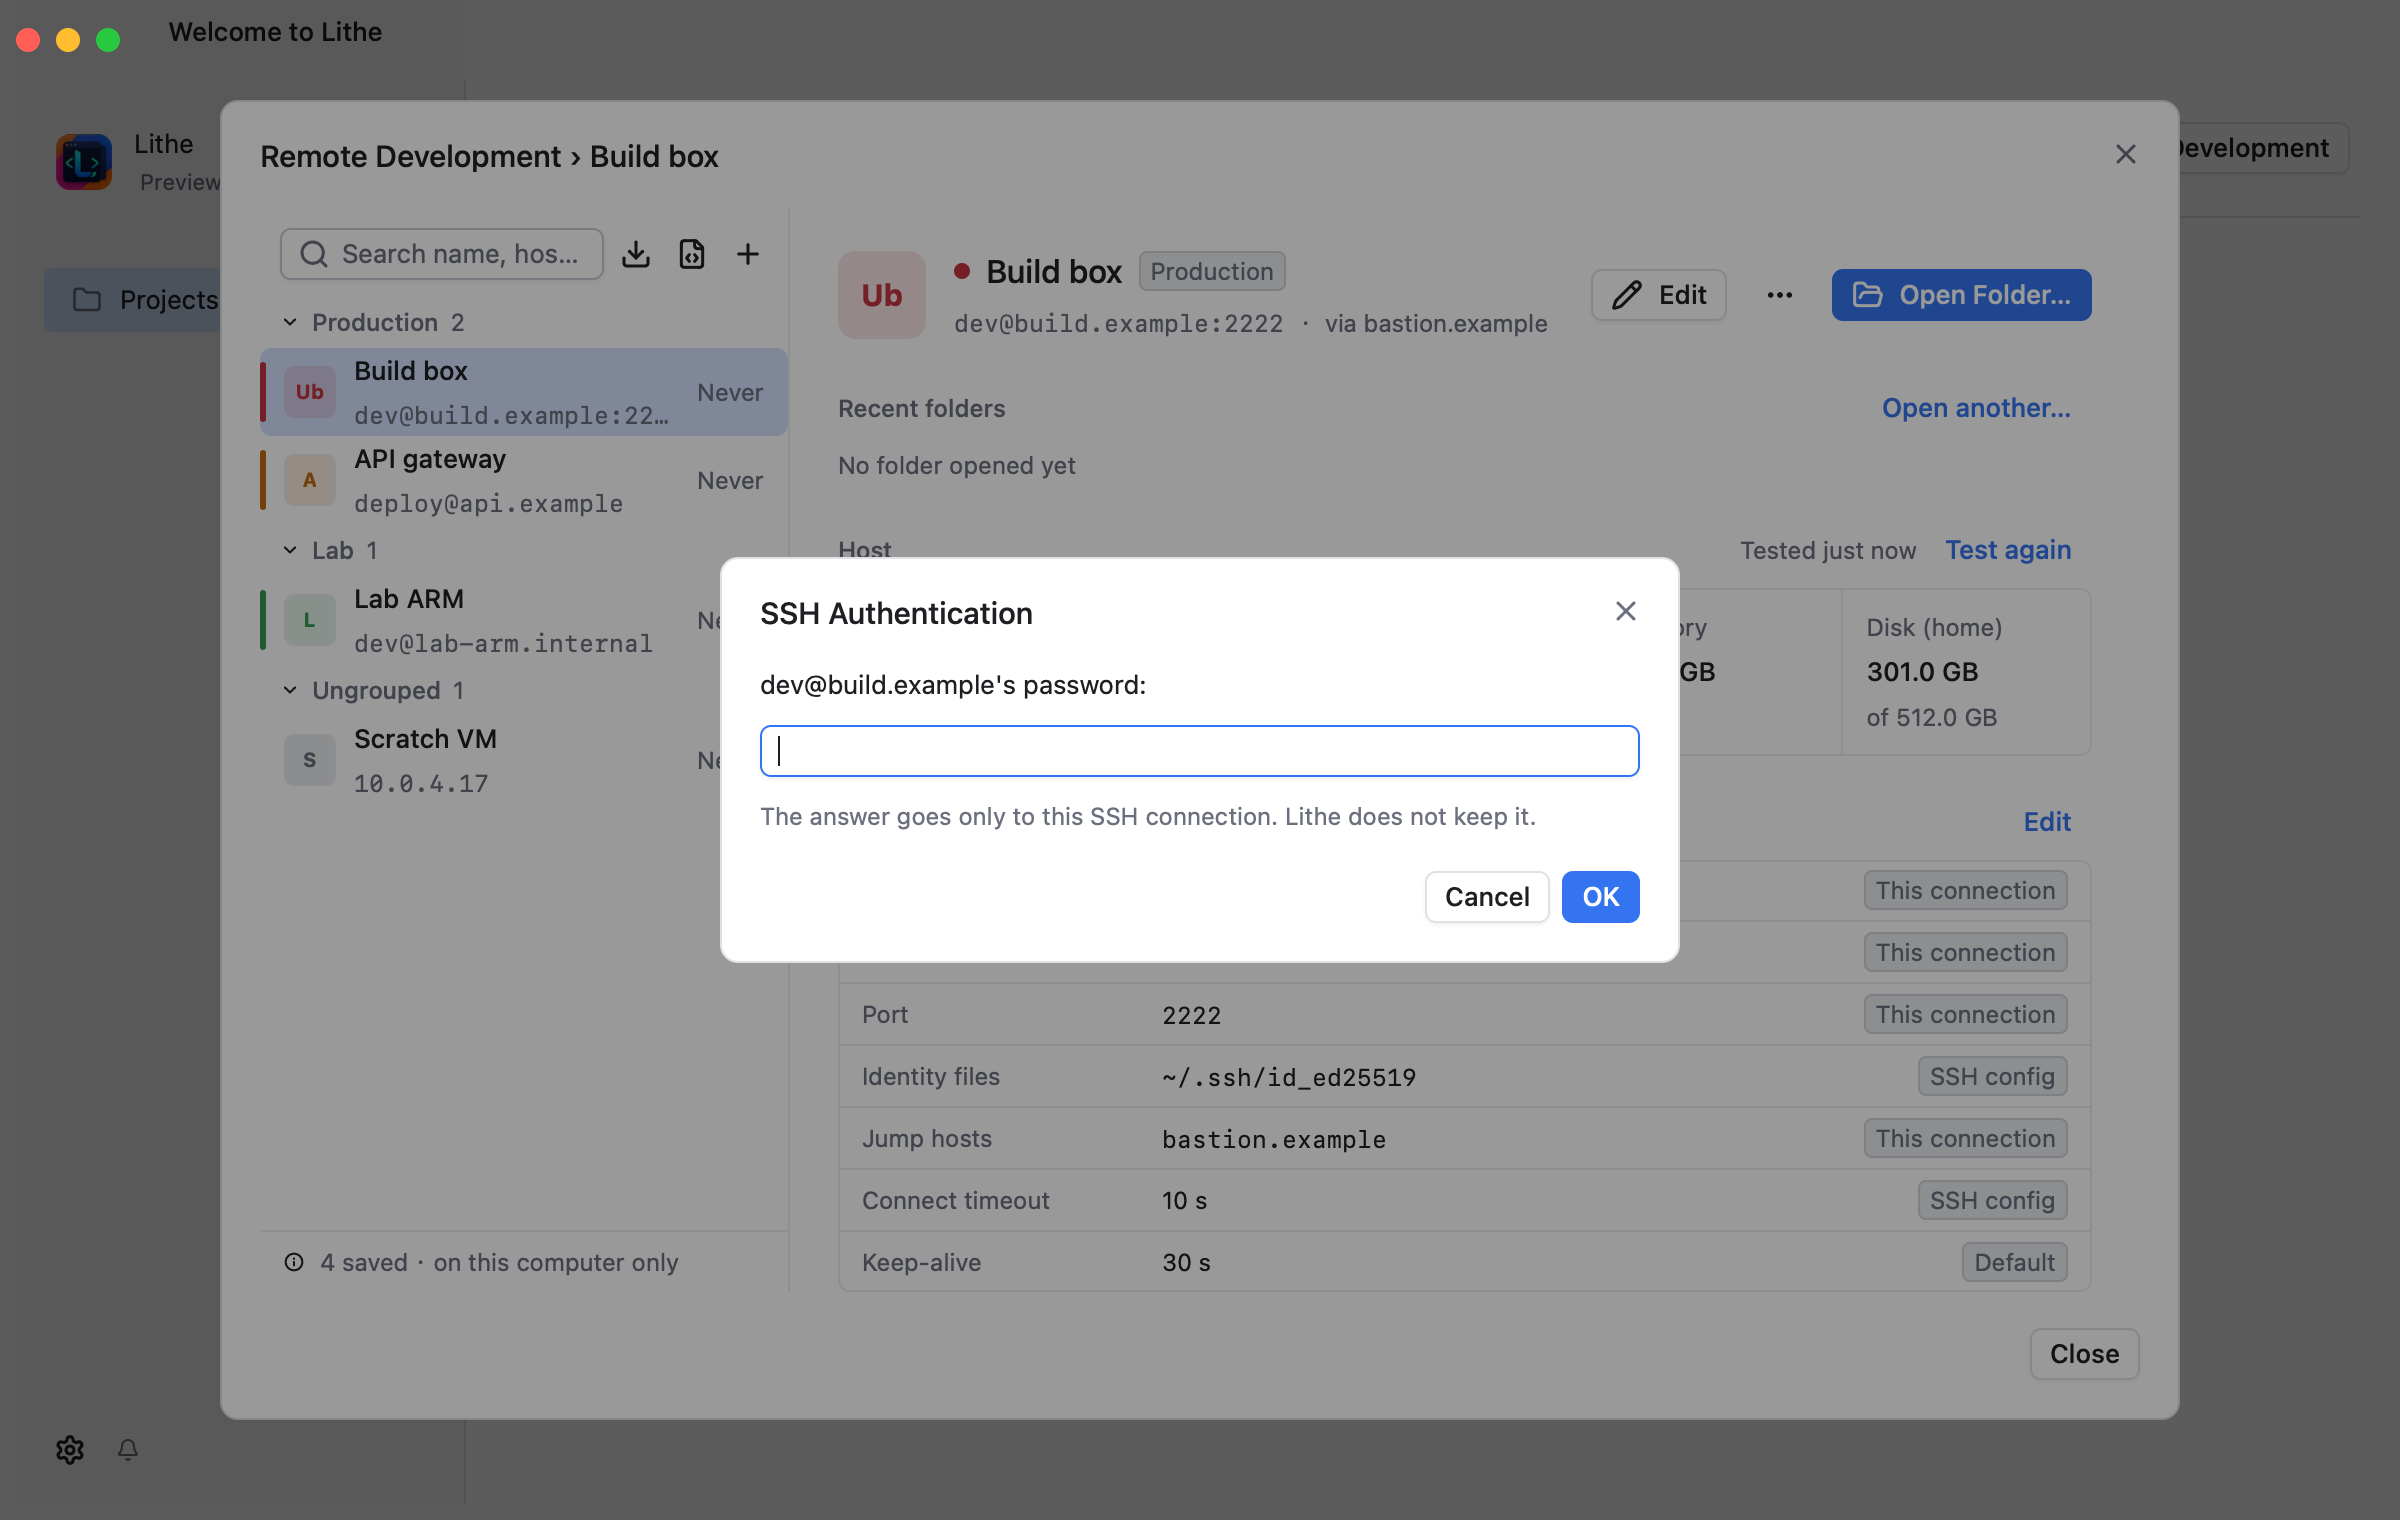 Welcome to Lithe
Lithe
Preview
Projects
Development
Remote Development › Build box
Search name, hos...
Production 2
Ub
Build box
dev@build.example:22…
Never
A
API gateway
deploy@api.example
Never
Lab 1
L
Lab ARM
dev@lab-arm.internal
Ungrouped 1
S
Scratch VM
10.0.4.17
4 saved · on this computer only
Ub
Build box
Production
dev@build.example:2222 · via bastion.example
Edit
Open Folder...
Recent folders
Open another...
No folder opened yet
Host
Tested just now
Test again
GB
Disk (home)
301.0 GB
of 512.0 GB
Edit
This connection
This connection
Port
2222
This connection
Identity files
~/.ssh/id_ed25519
SSH config
Jump hosts
bastion.example
This connection
Connect timeout
10 s
SSH config
Keep-alive
30 s
Default
Close
SSH Authentication
dev@build.example's password:
The answer goes only to this SSH connection. Lithe does not keep it.
Cancel
OK